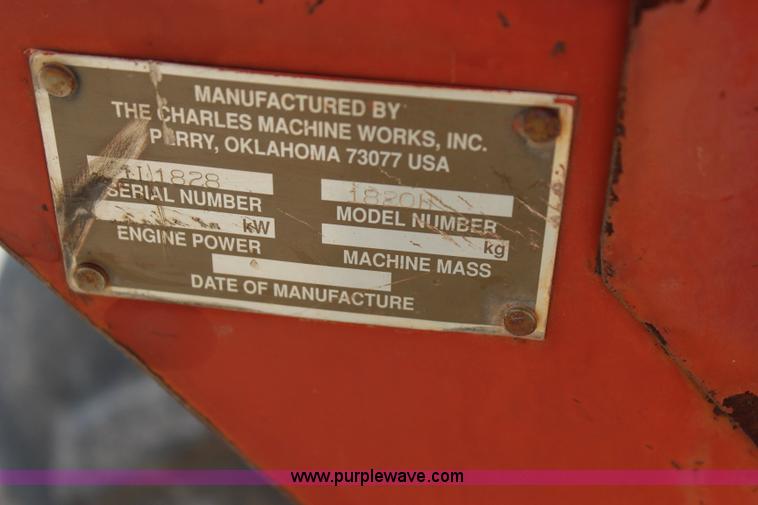 MANUFACTURED BY
THE CHARLES MACHINE WORKS, INC.
PERRY, OKLAHOMA 73077 USA
SERIAL NUMBER
1820H
MODEL NUMBER
kW
ENGINE POWER
kg
MACHINE MASS
DATE OF MANUFACTURE
www.purplewave.com